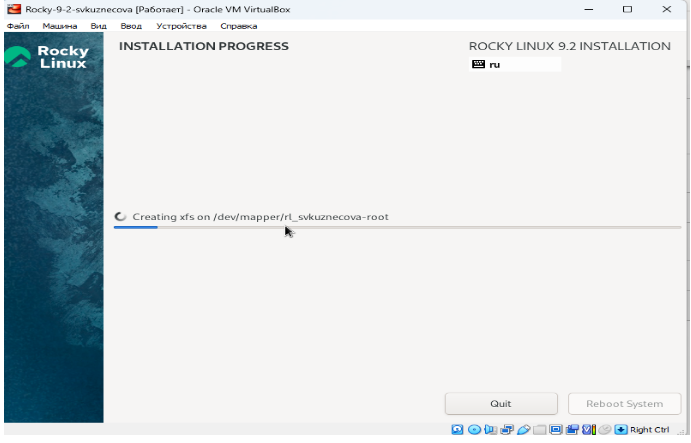 Rocky-9-2-svkuznecova [Работает] - Oracle VM VirtualBox
Файл Машина Вид Ввод Устройства Справка
Rocky Linux
INSTALLATION PROGRESS
ROCKY LINUX 9.2 INSTALLATION
ru
Creating xfs on /dev/mapper/rl_svkuznecova-root
Quit
Reboot System
Right Ctrl